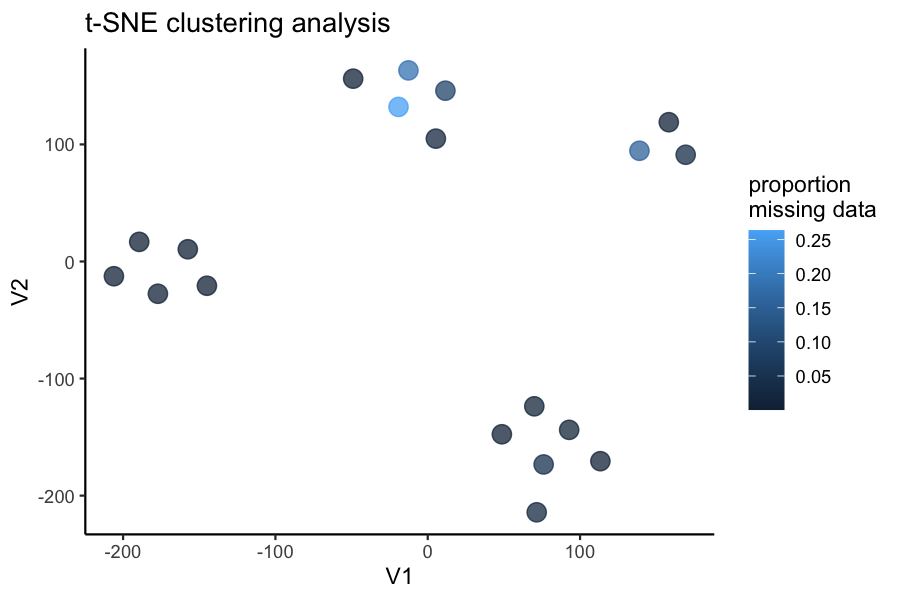 t-SNE clustering analysis
V2
100
0
-100
-200
-200
-100
0
100
V1
proportion
missing data
0.25
0.20
0.15
0.10
0.05